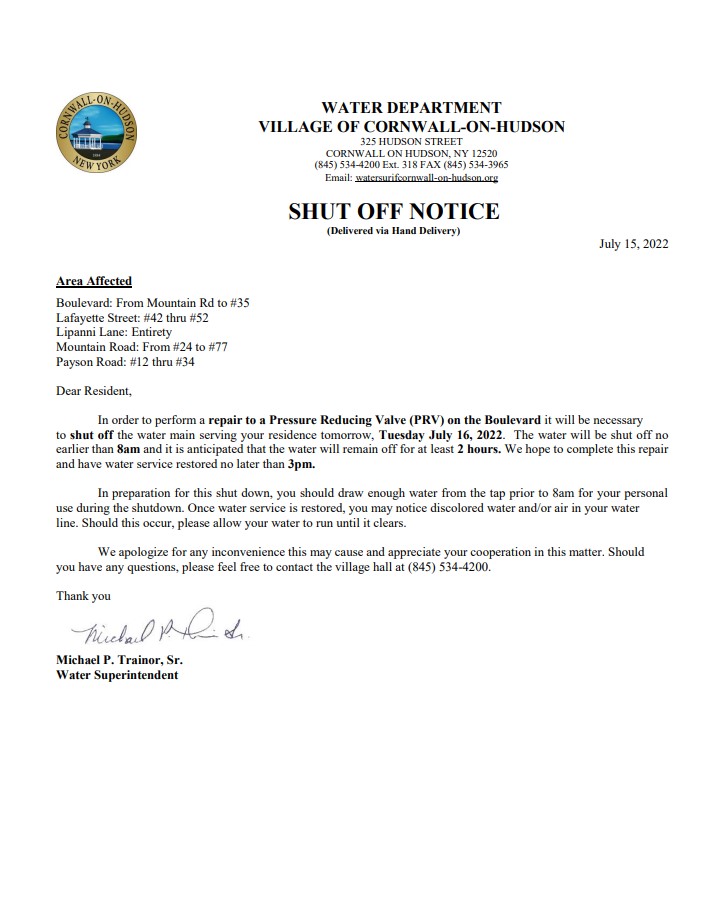 CORNWALL-ON-HUDSON
NEW YORK
WATER DEPARTMENT
VILLAGE OF CORNWALL-ON-HUDSON
325 HUDSON STREET
CORNWALL ON HUDSON, NY 12520
(845) 534-4200 Ext. 318 FAX (845) 534-3965
Email: watersurifcornwall-on-hudson.org
SHUT OFF NOTICE
(Delivered via Hand Delivery)
July 15, 2022
Area Affected
Boulevard: From Mountain Rd to #35
Lafayette Street: #42 thru #52
Lipanni Lane: Entirety
Mountain Road: From #24 to #77
Payson Road: #12 thru #34
Dear Resident,
In order to perform a repair to a Pressure Reducing Valve (PRV) on the Boulevard it will be necessary
to shut off the water main serving your residence tomorrow, Tuesday July 16, 2022. The water will be shut off no
earlier than 8am and it is anticipated that the water will remain off for at least 2 hours. We hope to complete this repair
and have water service restored no later than 3pm.
In preparation for this shut down, you should draw enough water from the tap prior to 8am for your personal
use during the shutdown. Once water service is restored, you may notice discolored water and/or air in your water
line. Should this occur, please allow your water to run until it clears.
We apologize for any inconvenience this may cause and appreciate your cooperation in this matter. Should
you have any questions, please feel free to contact the village hall at (845) 534-4200.
Thank you
Michael P. Trainor, Sr.
Water Superintendent